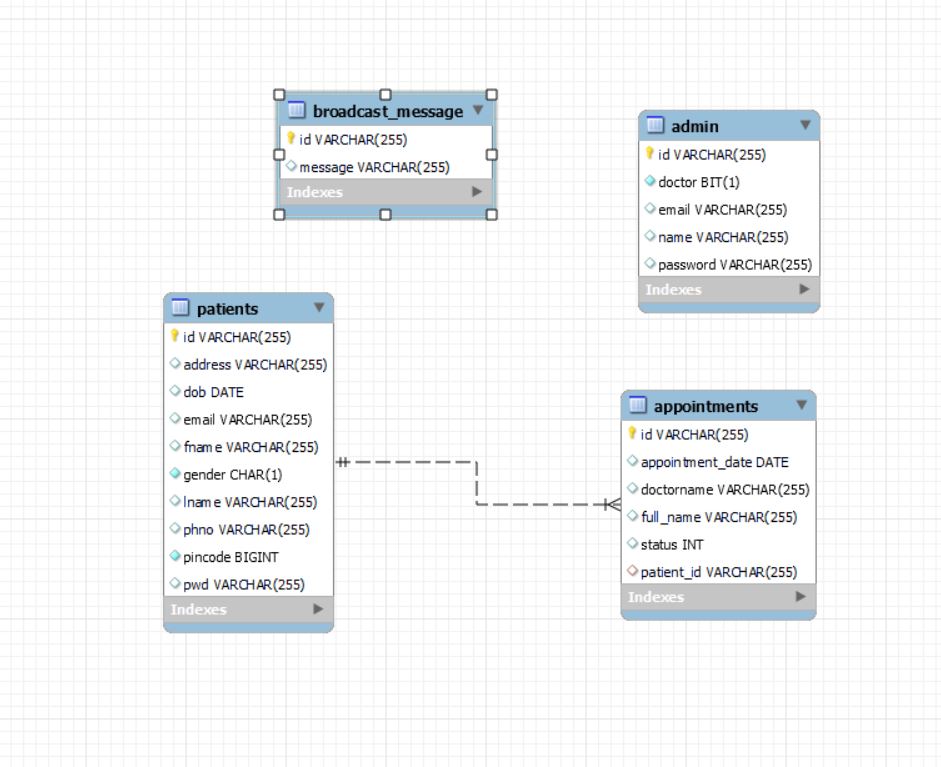 broadcast_message
id VARCHAR(255)
message VARCHAR(255)
Indexes
admin
id VARCHAR(255)
doctor BIT(1)
email VARCHAR(255)
name VARCHAR(255)
password VARCHAR(255)
Indexes
patients
id VARCHAR(255)
address VARCHAR(255)
dob DATE
email VARCHAR(255)
fname VARCHAR(255)
gender CHAR(1)
lname VARCHAR(255)
phno VARCHAR(255)
pincode BIGINT
pwd VARCHAR(255)
Indexes
appointments
id VARCHAR(255)
appointment_date DATE
doctorname VARCHAR(255)
full_name VARCHAR(255)
status INT
patient_id VARCHAR(255)
Indexes